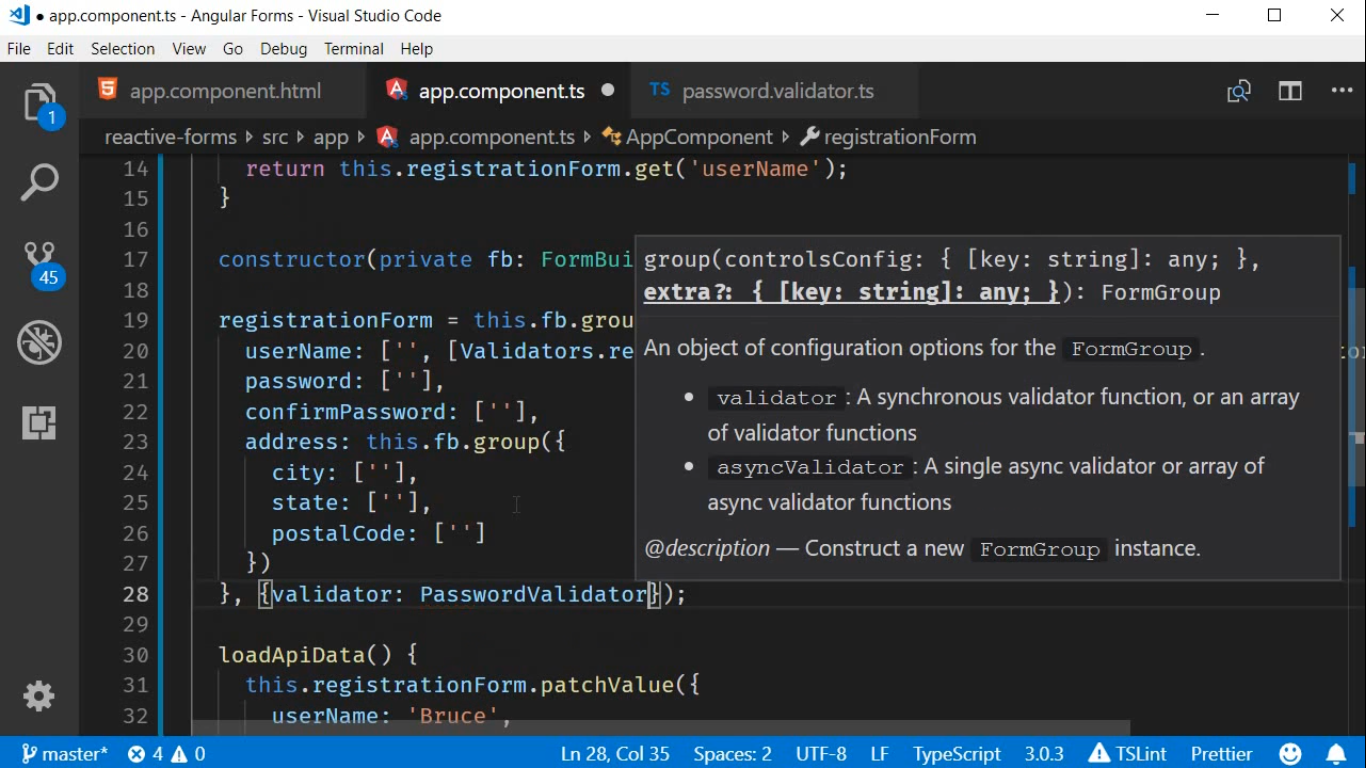 ● app.component.ts - Angular Forms - Visual Studio Code
File Edit Selection View Go Debug Terminal Help
app.component.html app.component.ts ● TS password.validator.ts
reactive-forms src app app.component.ts AppComponent registrationForm
1
45
14 return this.registrationForm.get('userName');
15 }
16
17 constructor(private fb: FormBui
18
19 registrationForm = this.fb.grou
20 userName: ['', [Validators.re
21 password: [''],
22 confirmPassword: [''],
23 address: this.fb.group({
24 city: [''],
25 state: [''],
26 postalCode: ['']
27 })
28 }, {validator: PasswordValidator});
29
30 loadApiData() {
31 this.registrationForm.patchValue({
32 userName: 'Bruce',
group(controlsConfig: { [key: string]: any; },
extra?: { [key: string]: any; }): FormGroup
An object of configuration options for the FormGroup .
• validator : A synchronous validator function, or an array
of validator functions
• asyncValidator : A single async validator or array of
async validator functions
@description — Construct a new FormGroup instance.
master* 4 0 Ln 28, Col 35 Spaces: 2 UTF-8 LF TypeScript 3.0.3 TSLint Prettier